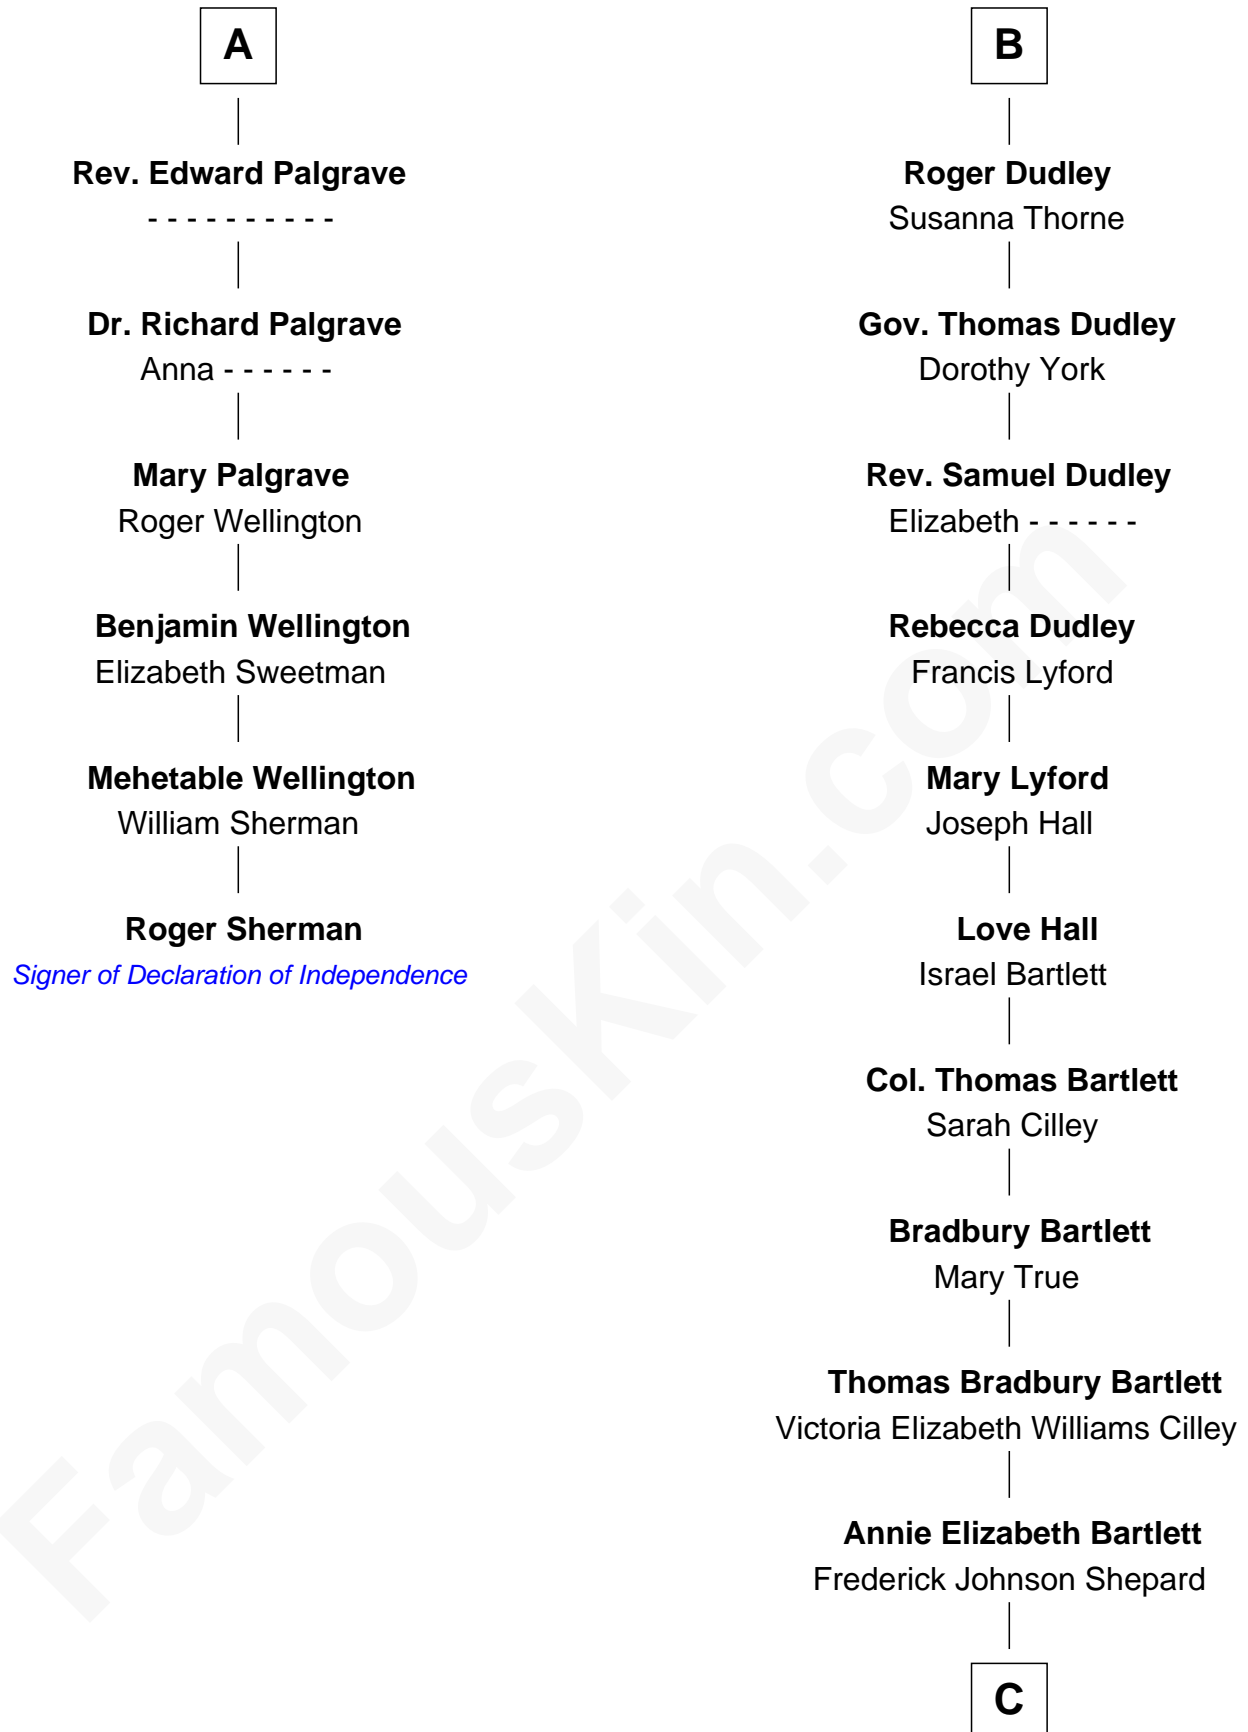 A
Rev. Edward Palgrave
- - - - - - - - - -
Dr. Richard Palgrave
Anna - - - - - -
Mary Palgrave
Roger Wellington
Benjamin Wellington
Elizabeth Sweetman
Mehetable Wellington
William Sherman
Roger Sherman
Signer of Declaration of Independence
B
Roger Dudley
Susanna Thorne
Gov. Thomas Dudley
Dorothy York
Rev. Samuel Dudley
Elizabeth - - - - - -
Rebecca Dudley
Francis Lyford
Mary Lyford
Joseph Hall
Love Hall
Israel Bartlett
Col. Thomas Bartlett
Sarah Cilley
Bradbury Bartlett
Mary True
Thomas Bradbury Bartlett
Victoria Elizabeth Williams Cilley
Annie Elizabeth Bartlett
Frederick Johnson Shepard
C
FamousKin.com